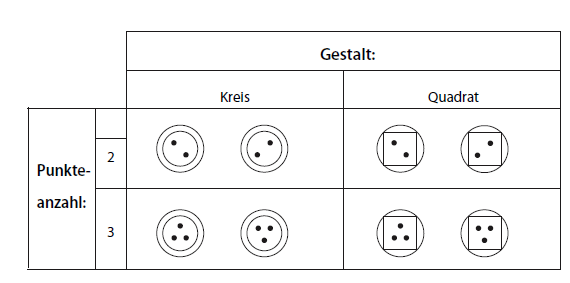 Gestalt:
Kreis Quadrat
2
Punkte-
anzahl:
3